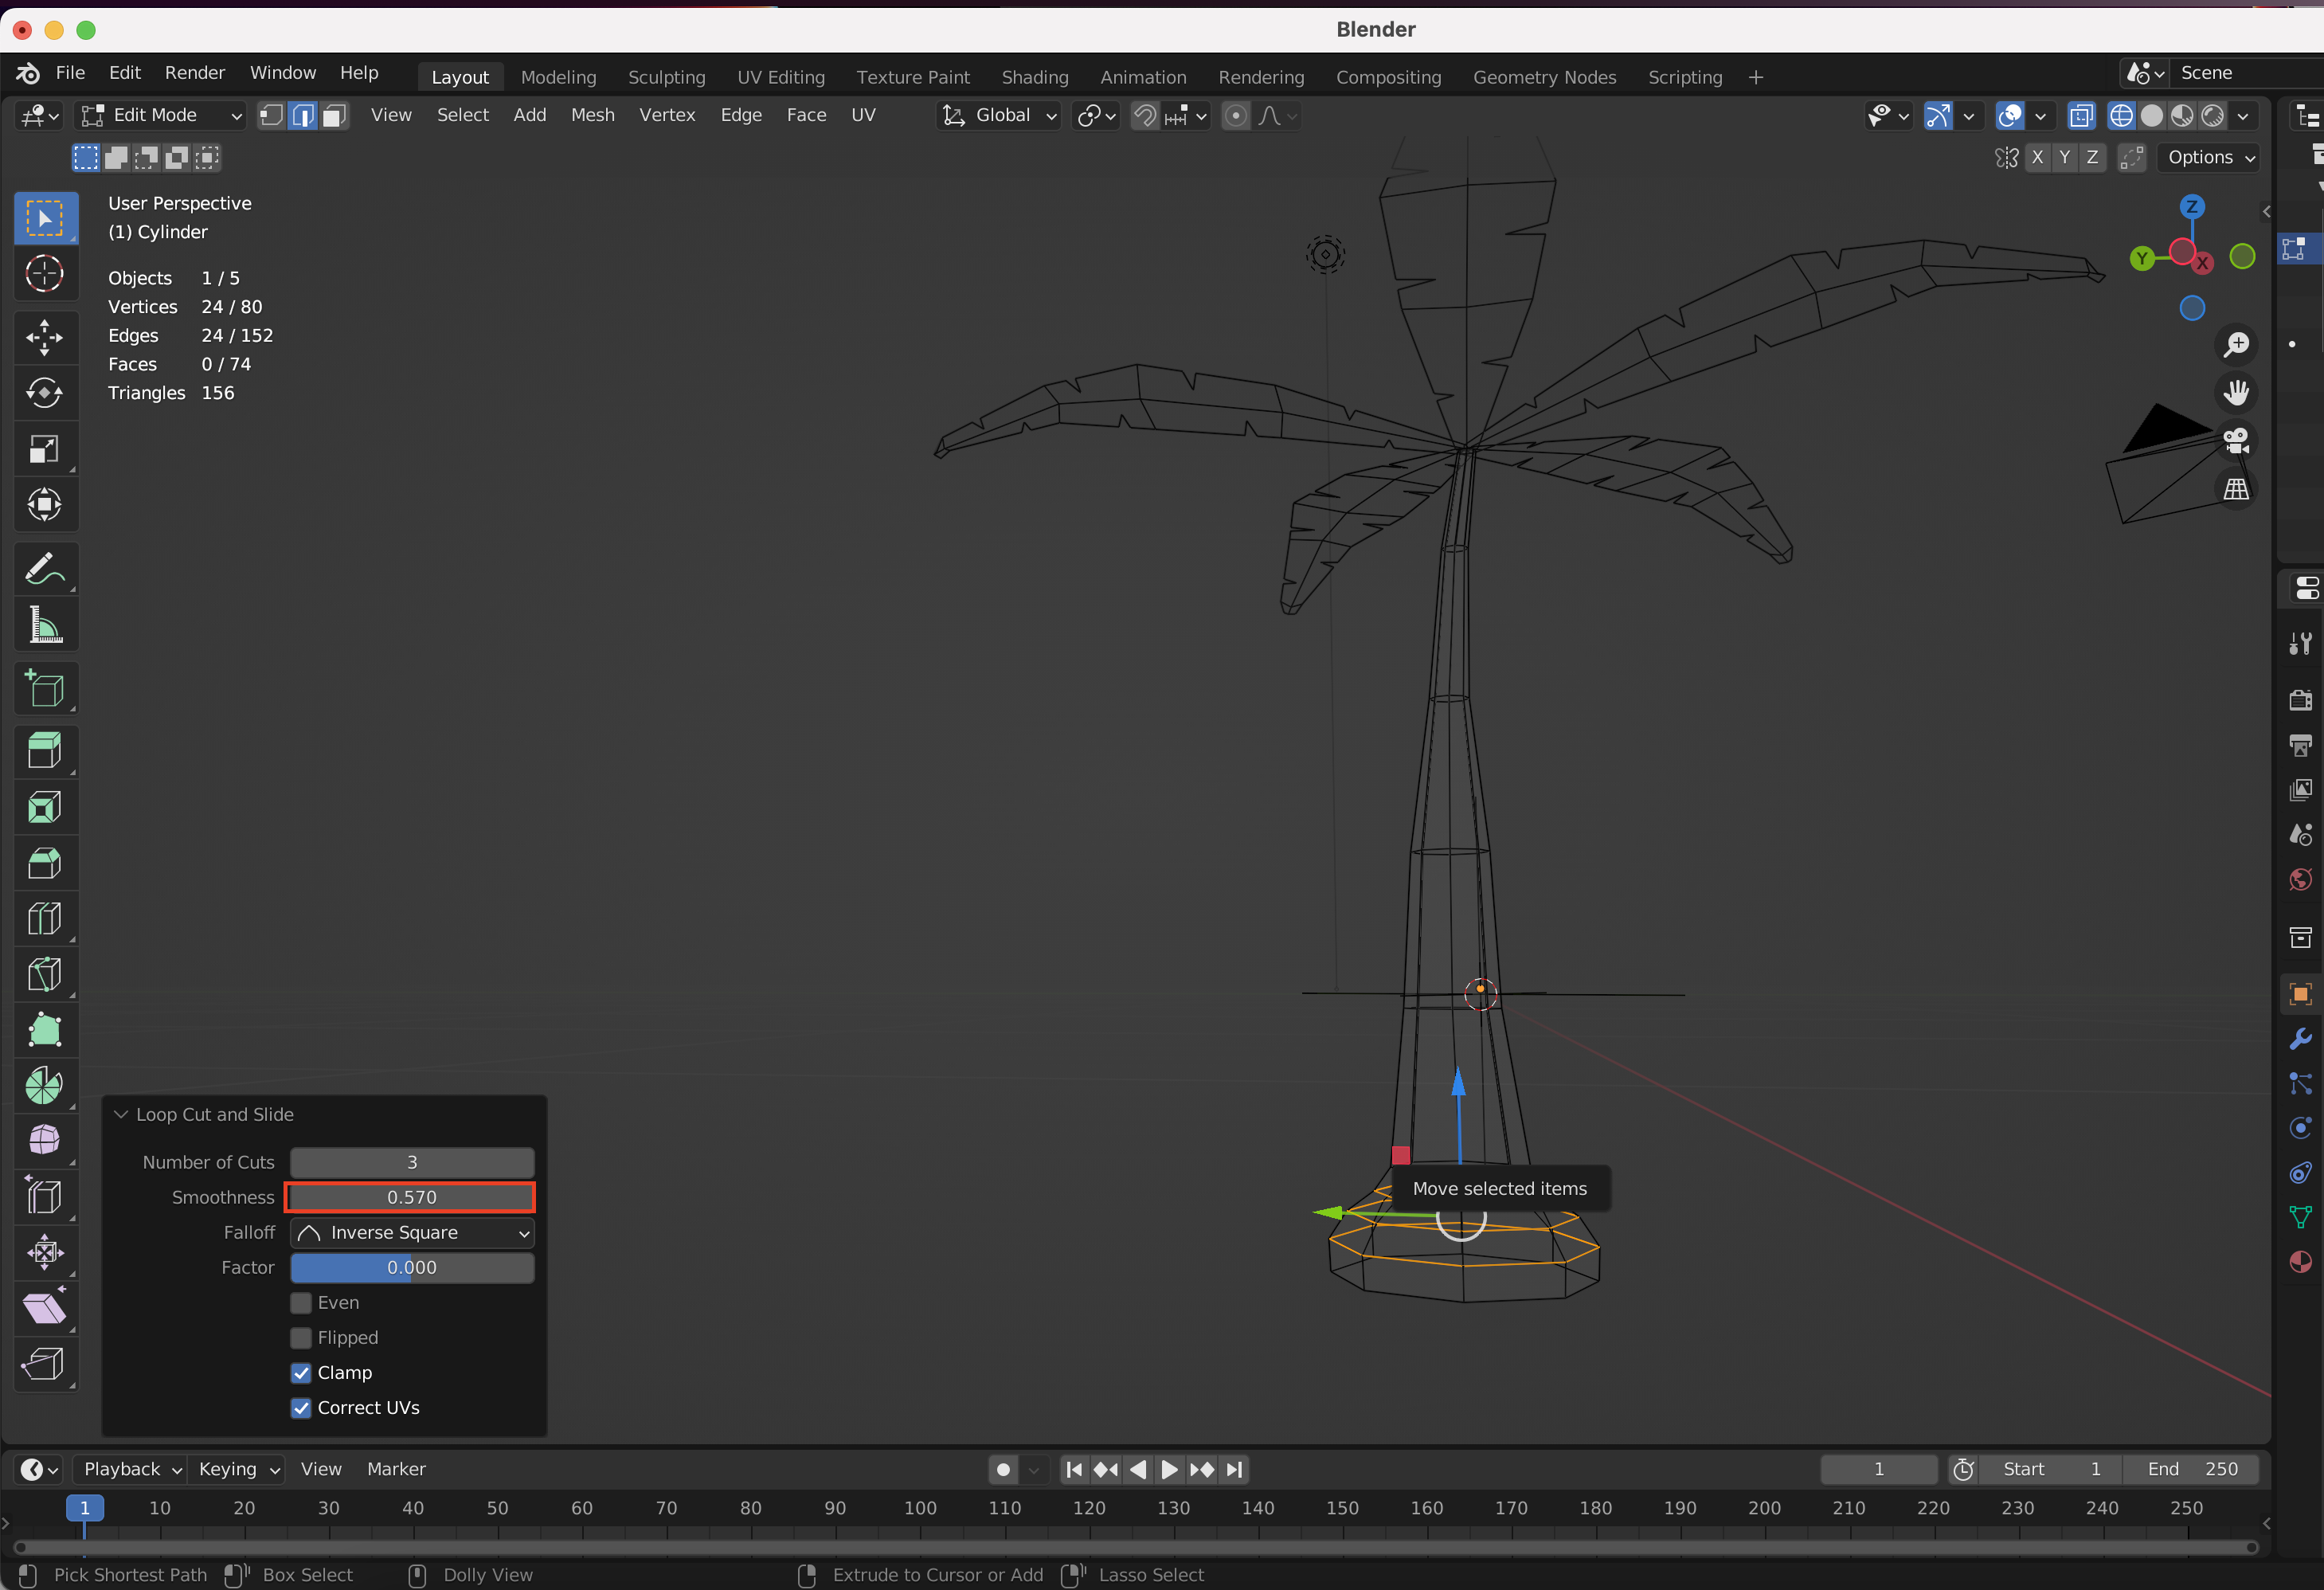 Blender
File Edit Render Window Help Layout Modeling Sculpting UV Editing Texture Paint Shading Animation Rendering Compositing Geometry Nodes Scripting + Scene
Edit Mode View Select Add Mesh Vertex Edge Face UV Global
X Y Z Options
User Perspective
(1) Cylinder
Objects 1 / 5
Vertices 24 / 80
Edges 24 / 152
Faces 0 / 74
Triangles 156
Z
Y
X
Move selected items
Loop Cut and Slide
Number of Cuts 3
Smoothness 0.570
Falloff Inverse Square
Factor 0.000
Even
Flipped
Clamp
Correct UVs
Playback Keying View Marker 1 Start 1 End 250
1 10 20 30 40 50 60 70 80 90 100 110 120 130 140 150 160 170 180 190 200 210 220 230 240 250
Pick Shortest Path Box Select Dolly View Extrude to Cursor or Add Lasso Select